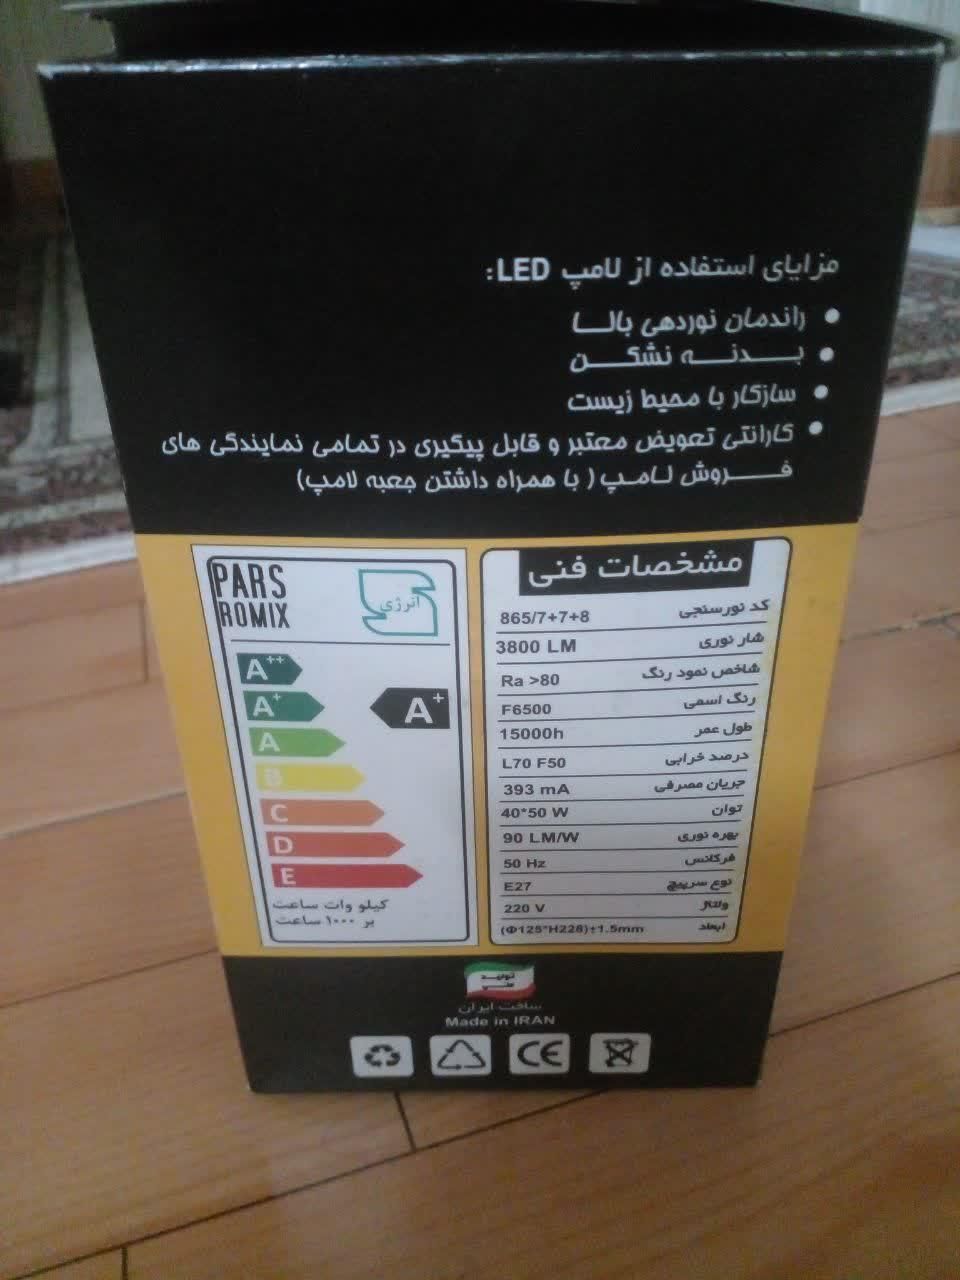 مزایای استفاده از لامپ LED:
• راندمان نوردهی بالا
• بدنه نشکن
• سازگار با محیط زیست
• گارانتی تعویض معتبر و قابل پیگیری در تمامی نمایندگی های
فروش لامپ ( با همراه داشتن جعبه لامپ)
PARS
ROMIX
انرژی
A++
A+
A+
A
B
C
D
E
کیلو وات ساعت
بر ۱۰۰۰ ساعت
مشخصات فنی
کد نورسنجی 865/7+7+8
شار نوری 3800 LM
شاخص نمود رنگ Ra >80
رنگ اسمی F6500
طول عمر 15000h
درصد خرابی L70 F50
جریان مصرفی 393 mA
توان 40*50 W
بهره نوری 90 LM/W
فرکانس 50 Hz
نوع سرپیچ E27
ولتاژ 220 V
ابعاد (Φ125*H228)±1.5mm
تولید
ملی
ساخت ایران
Made in IRAN
CE